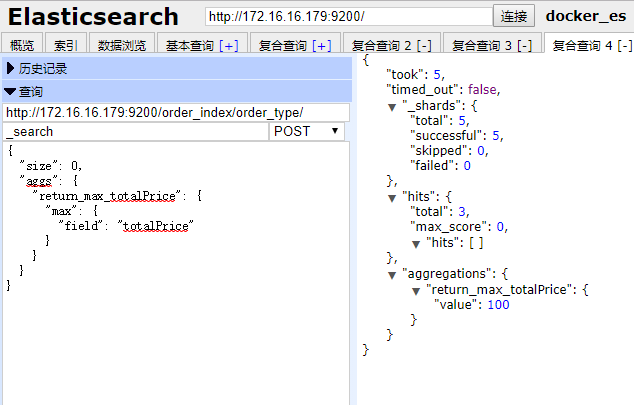 Elasticsearch http://172.16.16.179:9200/ 连接 docker_es
概览 索引 数据浏览 基本查询 [+] 复合查询 [+] 复合查询 2 [-] 复合查询 3 [-] 复合查询 4 [-]
历史记录
查询
http://172.16.16.179:9200/order_index/order_type/
_search POST
{
"size": 0,
"aggs": {
"return_max_totalPrice": {
"max": {
"field": "totalPrice"
}
}
}
}
{
"took": 5,
"timed_out": false,
"_shards": {
"total": 5,
"successful": 5,
"skipped": 0,
"failed": 0
},
"hits": {
"total": 3,
"max_score": 0,
"hits": [ ]
},
"aggregations": {
"return_max_totalPrice": {
"value": 100
}
}
}